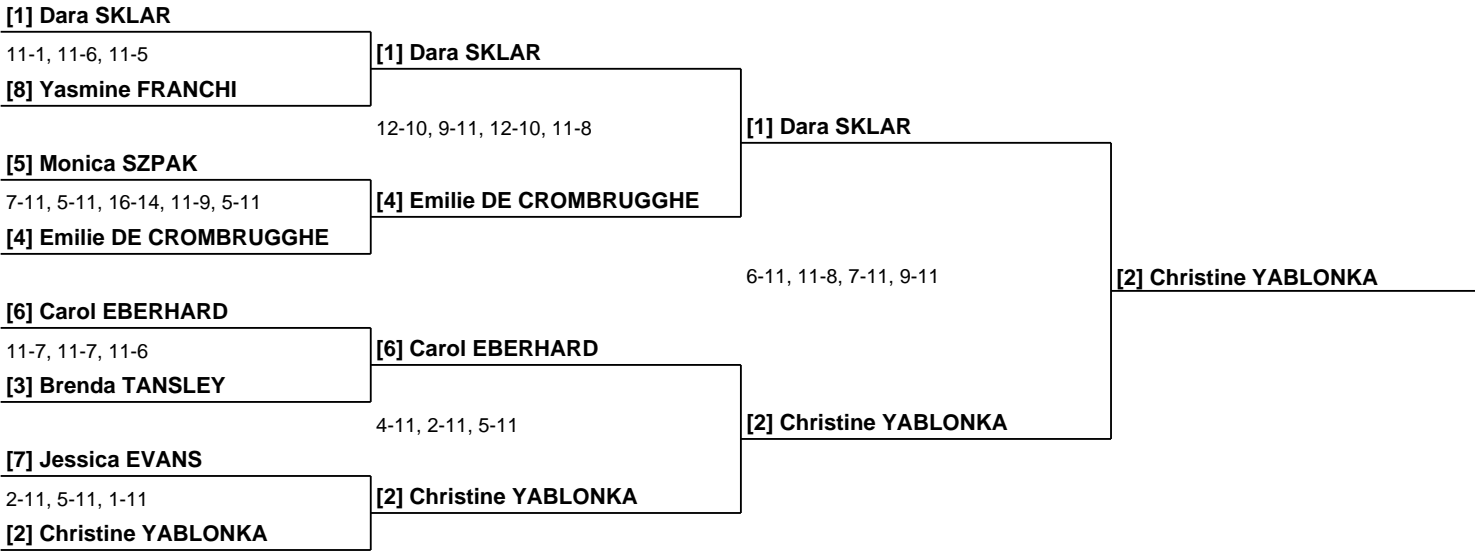 [1] Dara SKLAR
11-1, 11-6, 11-5
[8] Yasmine FRANCHI
[1] Dara SKLAR
12-10, 9-11, 12-10, 11-8
[1] Dara SKLAR
[5] Monica SZPAK
7-11, 5-11, 16-14, 11-9, 5-11
[4] Emilie DE CROMBRUGGHE
[4] Emilie DE CROMBRUGGHE
6-11, 11-8, 7-11, 9-11
[2] Christine YABLONKA
[6] Carol EBERHARD
11-7, 11-7, 11-6
[3] Brenda TANSLEY
[6] Carol EBERHARD
4-11, 2-11, 5-11
[2] Christine YABLONKA
[7] Jessica EVANS
2-11, 5-11, 1-11
[2] Christine YABLONKA
[2] Christine YABLONKA